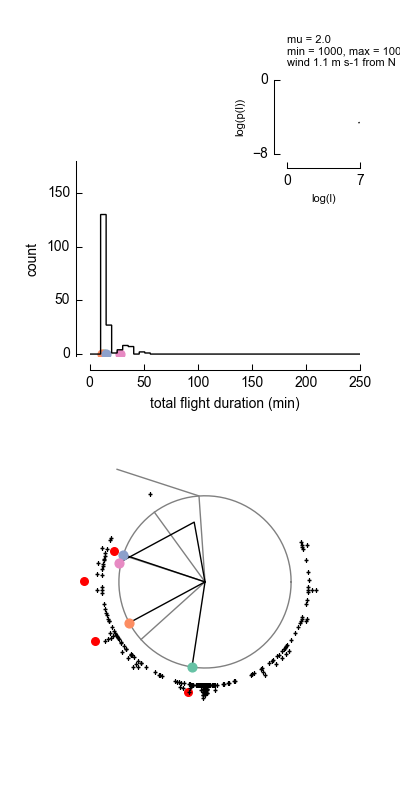 mu = 2.0
min = 1000, max = 100
wind 1.1 m s-1 from N
0
log(p(l))
−8
0 7
log(l)
150
100
count
50
0
0 50 100 150 200 250
total flight duration (min)